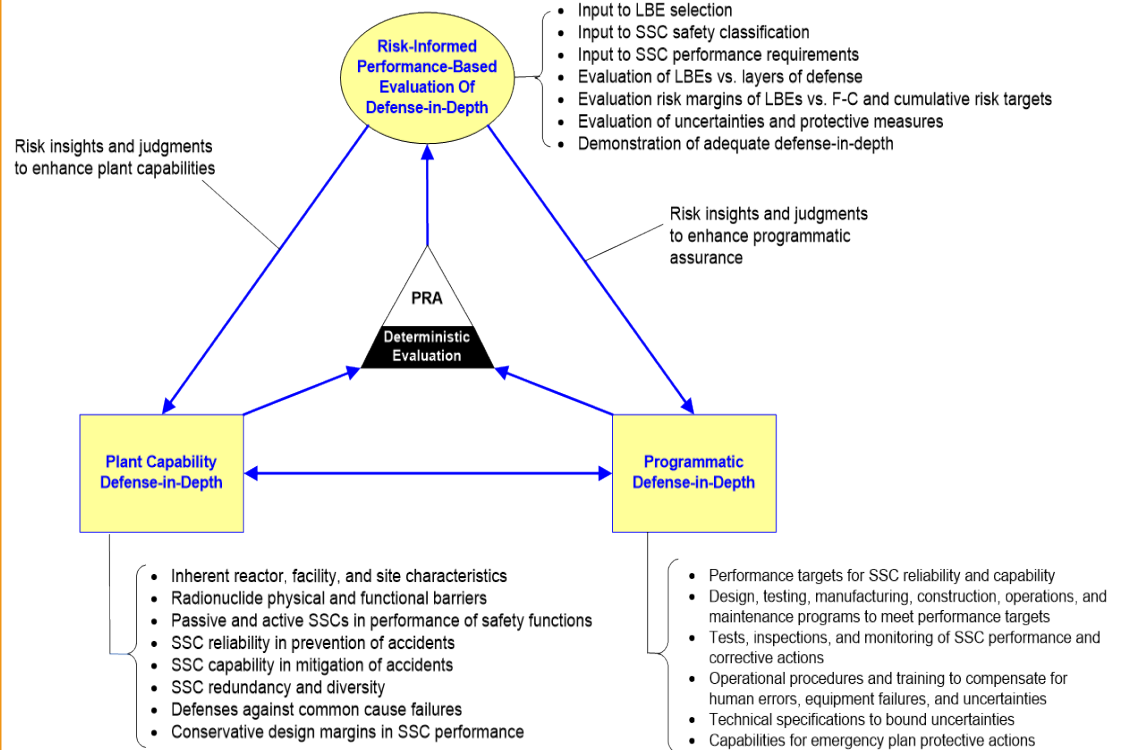 Risk-Informed
Performance-Based
Evaluation Of
Defense-in-Depth
• Input to LBE selection
• Input to SSC safety classification
• Input to SSC performance requirements
• Evaluation of LBEs vs. layers of defense
• Evaluation risk margins of LBEs vs. F-C and cumulative risk targets
• Evaluation of uncertainties and protective measures
• Demonstration of adequate defense-in-depth
Risk insights and judgments
to enhance plant capabilities
Risk insights and judgments
to enhance programmatic
assurance
PRA
Deterministic
Evaluation
Plant Capability
Defense-in-Depth
Programmatic
Defense-in-Depth
• Inherent reactor, facility, and site characteristics
• Radionuclide physical and functional barriers
• Passive and active SSCs in performance of safety functions
• SSC reliability in prevention of accidents
• SSC capability in mitigation of accidents
• SSC redundancy and diversity
• Defenses against common cause failures
• Conservative design margins in SSC performance
• Performance targets for SSC reliability and capability
• Design, testing, manufacturing, construction, operations, and
maintenance programs to meet performance targets
• Tests, inspections, and monitoring of SSC performance and
corrective actions
• Operational procedures and training to compensate for
human errors, equipment failures, and uncertainties
• Technical specifications to bound uncertainties
• Capabilities for emergency plan protective actions